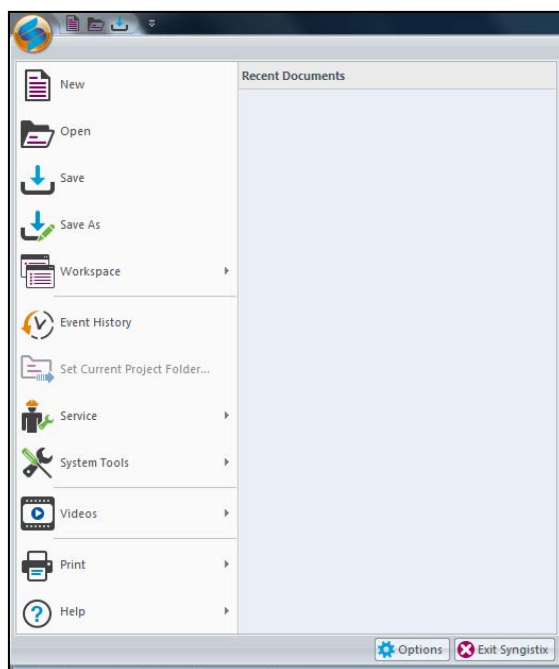 New
Open
Save
Save As
Workspace
Event History
Set Current Project Folder...
Service
System Tools
Videos
Print
Help
Recent Documents
Options
Exit Syngistix